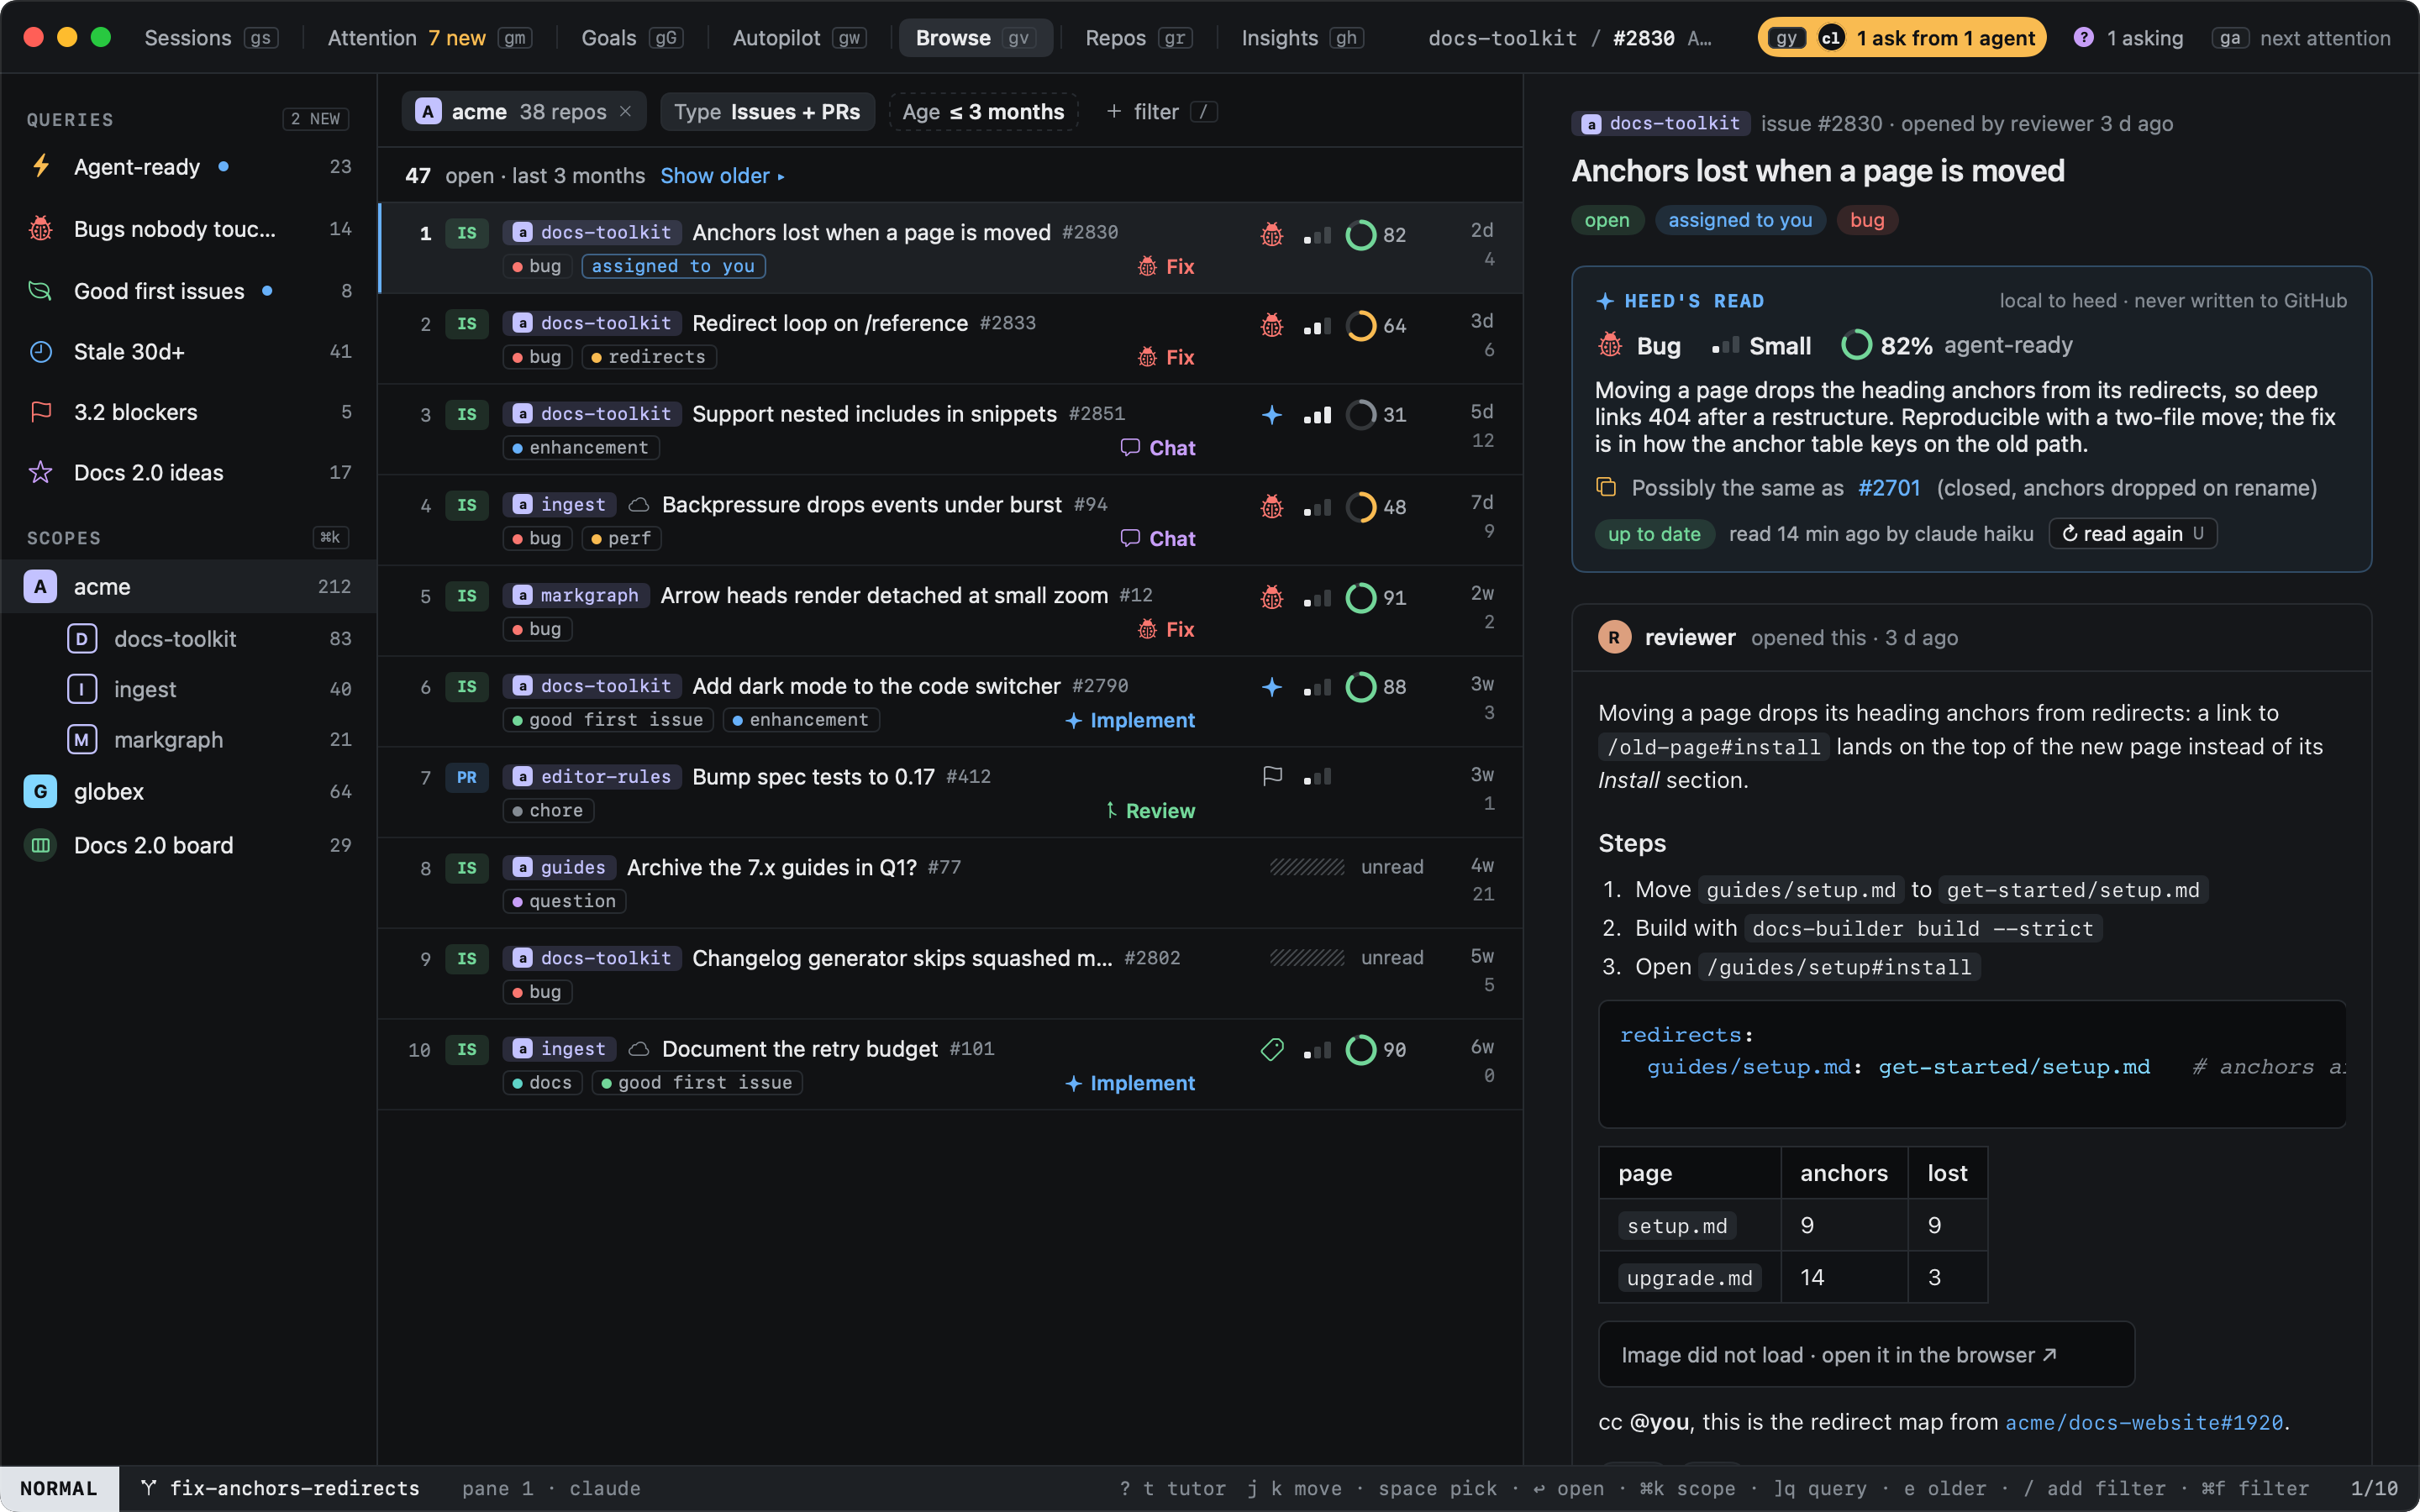 Sessions gs Attention 7 new gm Goals gG Autopilot gw Browse gv Repos gr Insights gh docs-toolkit / #2830 A… gy cl 1 ask from 1 agent ? 1 asking ga next attention
QUERIES 2 NEW
Agent-ready 23
Bugs nobody touc… 14
Good first issues 8
Stale 30d+ 41
3.2 blockers 5
Docs 2.0 ideas 17
SCOPES ⌘k
A acme 212
D docs-toolkit 83
I ingest 40
M markgraph 21
G globex 64
Docs 2.0 board 29
A acme 38 repos × Type Issues + PRs Age ≤ 3 months + filter /
47 open · last 3 months Show older ▸
1 IS a docs-toolkit Anchors lost when a page is moved #2830 82 2d
bug assigned to you Fix 4
2 IS a docs-toolkit Redirect loop on /reference #2833 64 3d
bug redirects Fix 6
3 IS a docs-toolkit Support nested includes in snippets #2851 31 5d
enhancement Chat 12
4 IS a ingest Backpressure drops events under burst #94 48 7d
bug perf Chat 9
5 IS a markgraph Arrow heads render detached at small zoom #12 91 2w
bug Fix 2
6 IS a docs-toolkit Add dark mode to the code switcher #2790 88 3w
good first issue enhancement Implement 3
7 PR a editor-rules Bump spec tests to 0.17 #412 3w
chore Review 1
8 IS a guides Archive the 7.x guides in Q1? #77 unread 4w
question 21
9 IS a docs-toolkit Changelog generator skips squashed m… #2802 unread 5w
bug 5
10 IS a ingest Document the retry budget #101 90 6w
docs good first issue Implement 0
a docs-toolkit issue #2830 · opened by reviewer 3 d ago
Anchors lost when a page is moved
open assigned to you bug
HEED'S READ local to heed · never written to GitHub
Bug Small 82% agent-ready
Moving a page drops the heading anchors from its redirects, so deep
links 404 after a restructure. Reproducible with a two-file move; the fix
is in how the anchor table keys on the old path.
Possibly the same as #2701 (closed, anchors dropped on rename)
up to date read 14 min ago by claude haiku read again U
R reviewer opened this · 3 d ago
Moving a page drops its heading anchors from redirects: a link to
/old-page#install lands on the top of the new page instead of its
Install section.
Steps
1. Move guides/setup.md to get-started/setup.md
2. Build with docs-builder build --strict
3. Open /guides/setup#install
redirects:
guides/setup.md: get-started/setup.md # anchors
page anchors lost
setup.md 9 9
upgrade.md 14 3
Image did not load · open it in the browser ↗
cc @you, this is the redirect map from acme/docs-website#1920.
NORMAL fix-anchors-redirects pane 1 · claude ? t tutor j k move · space pick · ↩ open · ⌘k scope · ]q query · e older · / add filter · ⌘f filter 1/10